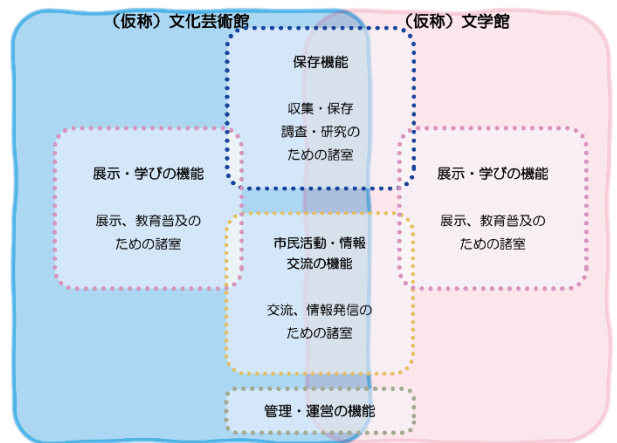 （仮称）文化芸術館
（仮称）文学館
保存機能
収集・保存
調査・研究の
ための諸室
展示・学びの機能
展示、教育普及の
ための諸室
展示・学びの機能
展示、教育普及の
ための諸室
市民活動・情報
交流の機能
交流、情報発信の
ための諸室
管理・運営の機能